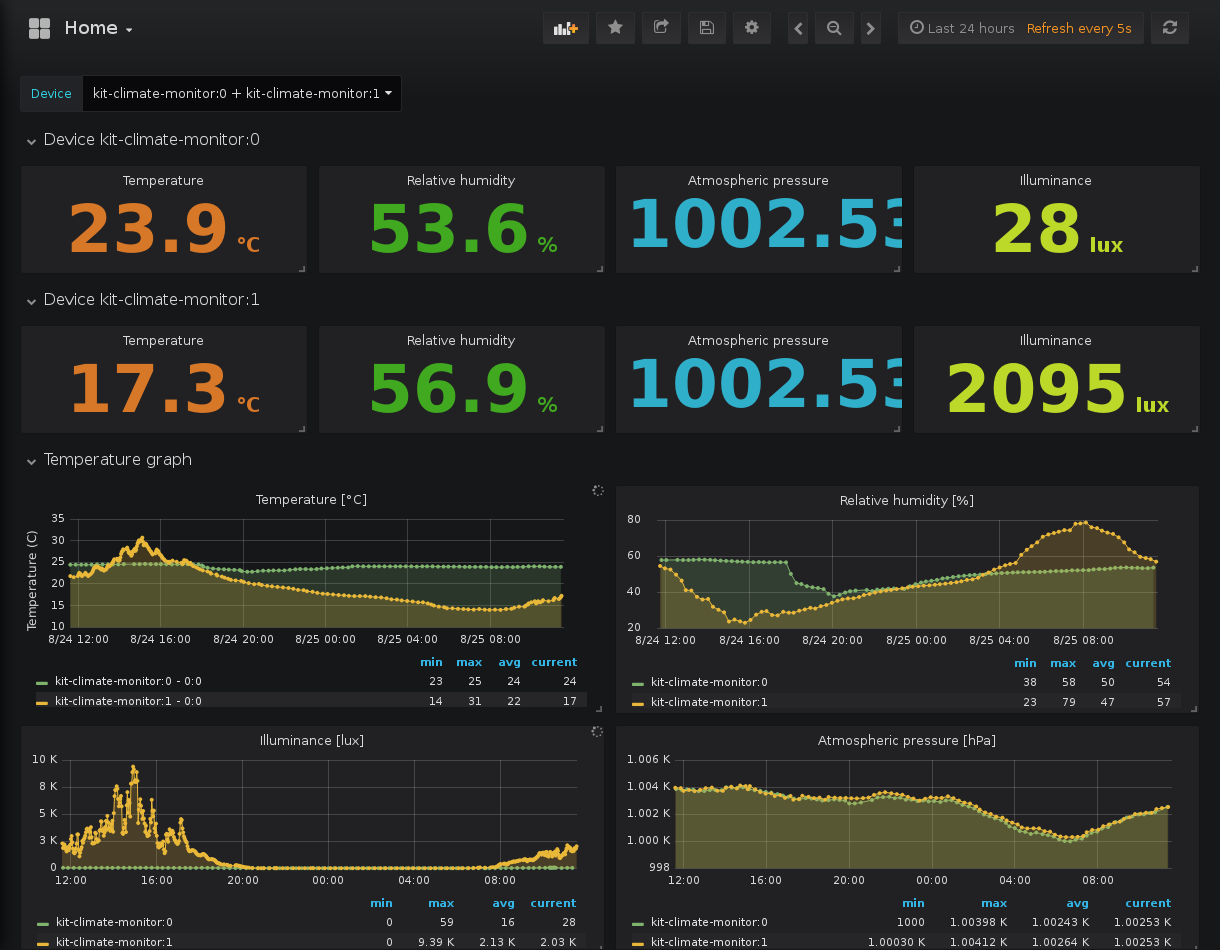 Home
Last 24 hours Refresh every 5s
Device kit-climate-monitor:0 + kit-climate-monitor:1
Device kit-climate-monitor:0
Temperature Relative humidity Atmospheric pressure Illuminance
23.9 °C 53.6 % 1002.53 28 lux
Device kit-climate-monitor:1
Temperature Relative humidity Atmospheric pressure Illuminance
17.3 °C 56.9 % 1002.53 2095 lux
Temperature graph
Temperature [°C]
Temperature (C)
35
30
25
20
15
10
8/24 12:00 8/24 16:00 8/24 20:00 8/25 00:00 8/25 04:00 8/25 08:00
min max avg current
kit-climate-monitor:0 - 0:0 23 25 24 24
kit-climate-monitor:1 - 0:0 14 31 22 17
Relative humidity [%]
80
60
40
20
8/24 12:00 8/24 16:00 8/24 20:00 8/25 00:00 8/25 04:00 8/25 08:00
min max avg current
kit-climate-monitor:0 38 58 50 54
kit-climate-monitor:1 23 79 47 57
Illuminance [lux]
10 K
8 K
5 K
3 K
0
12:00 16:00 20:00 00:00 04:00 08:00
min max avg current
kit-climate-monitor:0 0 59 16 28
kit-climate-monitor:1 0 9.39 K 2.13 K 2.03 K
Atmospheric pressure [hPa]
1.006 K
1.004 K
1.002 K
1.000 K
998
12:00 16:00 20:00 00:00 04:00 08:00
min max avg current
kit-climate-monitor:0 1000 1.00398 K 1.00243 K 1.00253 K
kit-climate-monitor:1 1.00030 K 1.00412 K 1.00264 K 1.00253 K